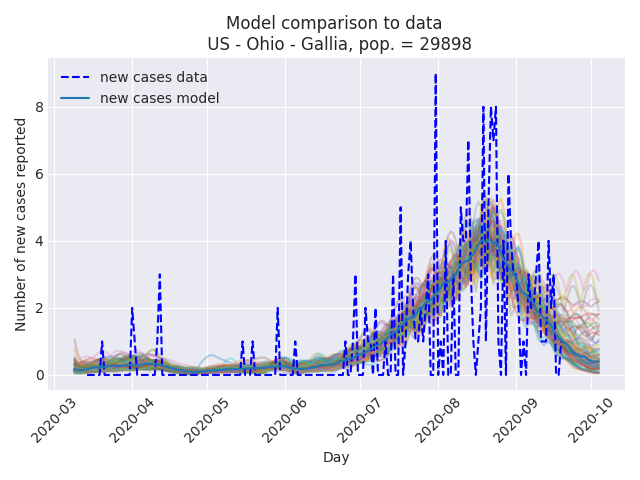 Model comparison to data
US - Ohio - Gallia, pop. = 29898
new cases data
new cases model
Number of new cases reported
8
6
4
2
0
2020-03
2020-04
2020-05
2020-06
2020-07
2020-08
2020-09
2020-10
Day